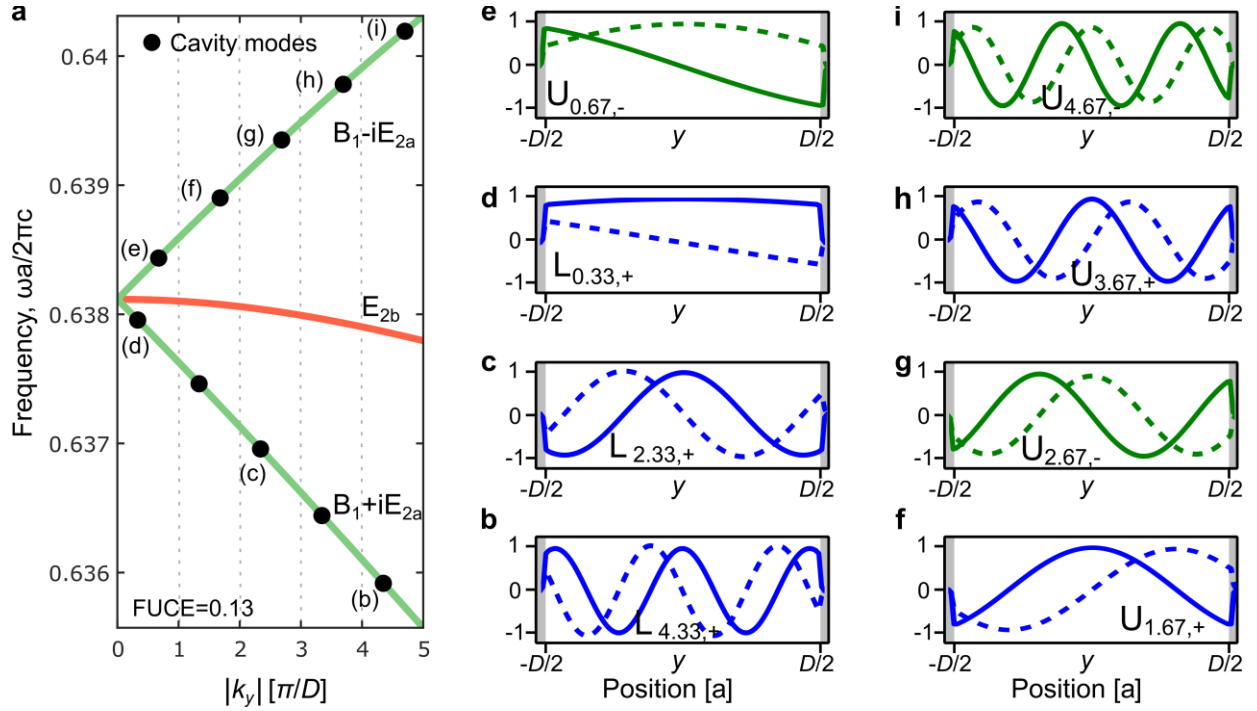 a
Cavity modes
(i)
(h)
(g)
(f)
(e)
(d)
(c)
(b)
B₁-iE₂ₐ
E₂b
B₁+iE₂ₐ
FUCE=0.13
0.64
0.639
0.638
0.637
0.636
Frequency, ωa/2πc
0 1 2 3 4 5
|k_y| [π/D]
e
1
0
-1
U₀.₆₇,₋
-D/2 y D/2
d
1
0
-1
L₀.₃₃,₊
-D/2 y D/2
c
1
0
-1
L ₂.₃₃,₊
-D/2 y D/2
b
1
0
-1
L ₄.₃₃,₊
-D/2 y D/2
Position [a]
i
1
0
-1
U₄.₆₇,₋
-D/2 y D/2
h
1
0
-1
U₃.₆₇,₊
-D/2 y D/2
g
1
0
-1
U₂.₆₇,₋
-D/2 y D/2
f
1
0
-1
U₁.₆₇,₊
-D/2 y D/2
Position [a]